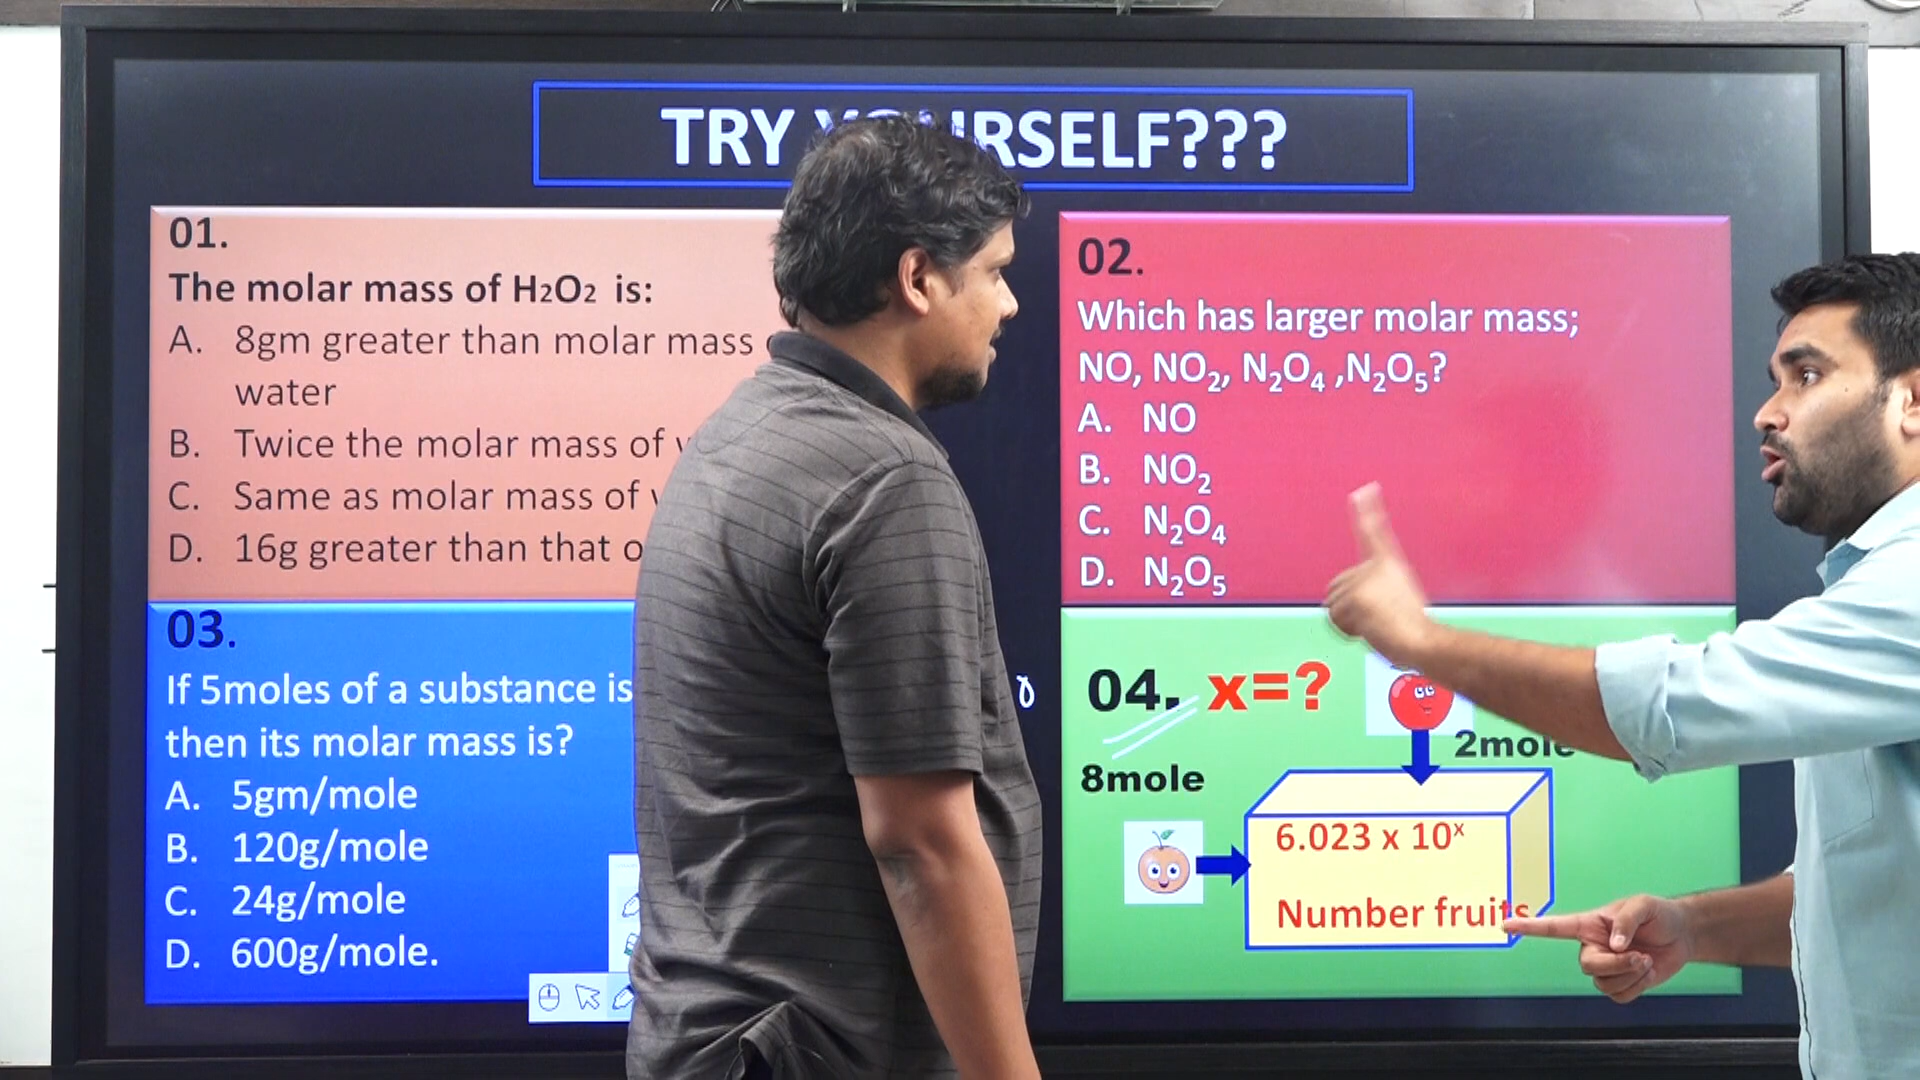 TRY YOURSELF???
01.
The molar mass of H₂O₂ is:
A. 8gm greater than molar mass
water
B. Twice the molar mass of
C. Same as molar mass of
D. 16g greater than that
02.
Which has larger molar mass;
NO, NO₂, N₂O₄ ,N₂O₅?
A. NO
B. NO₂
C. N₂O₄
D. N₂O₅
03.
If 5moles of a substance is
then its molar mass is?
A. 5gm/mole
B. 120g/mole
C. 24g/mole
D. 600g/mole.
04. x=?
2mole
8mole
6.023 x 10ˣ
Number fruits